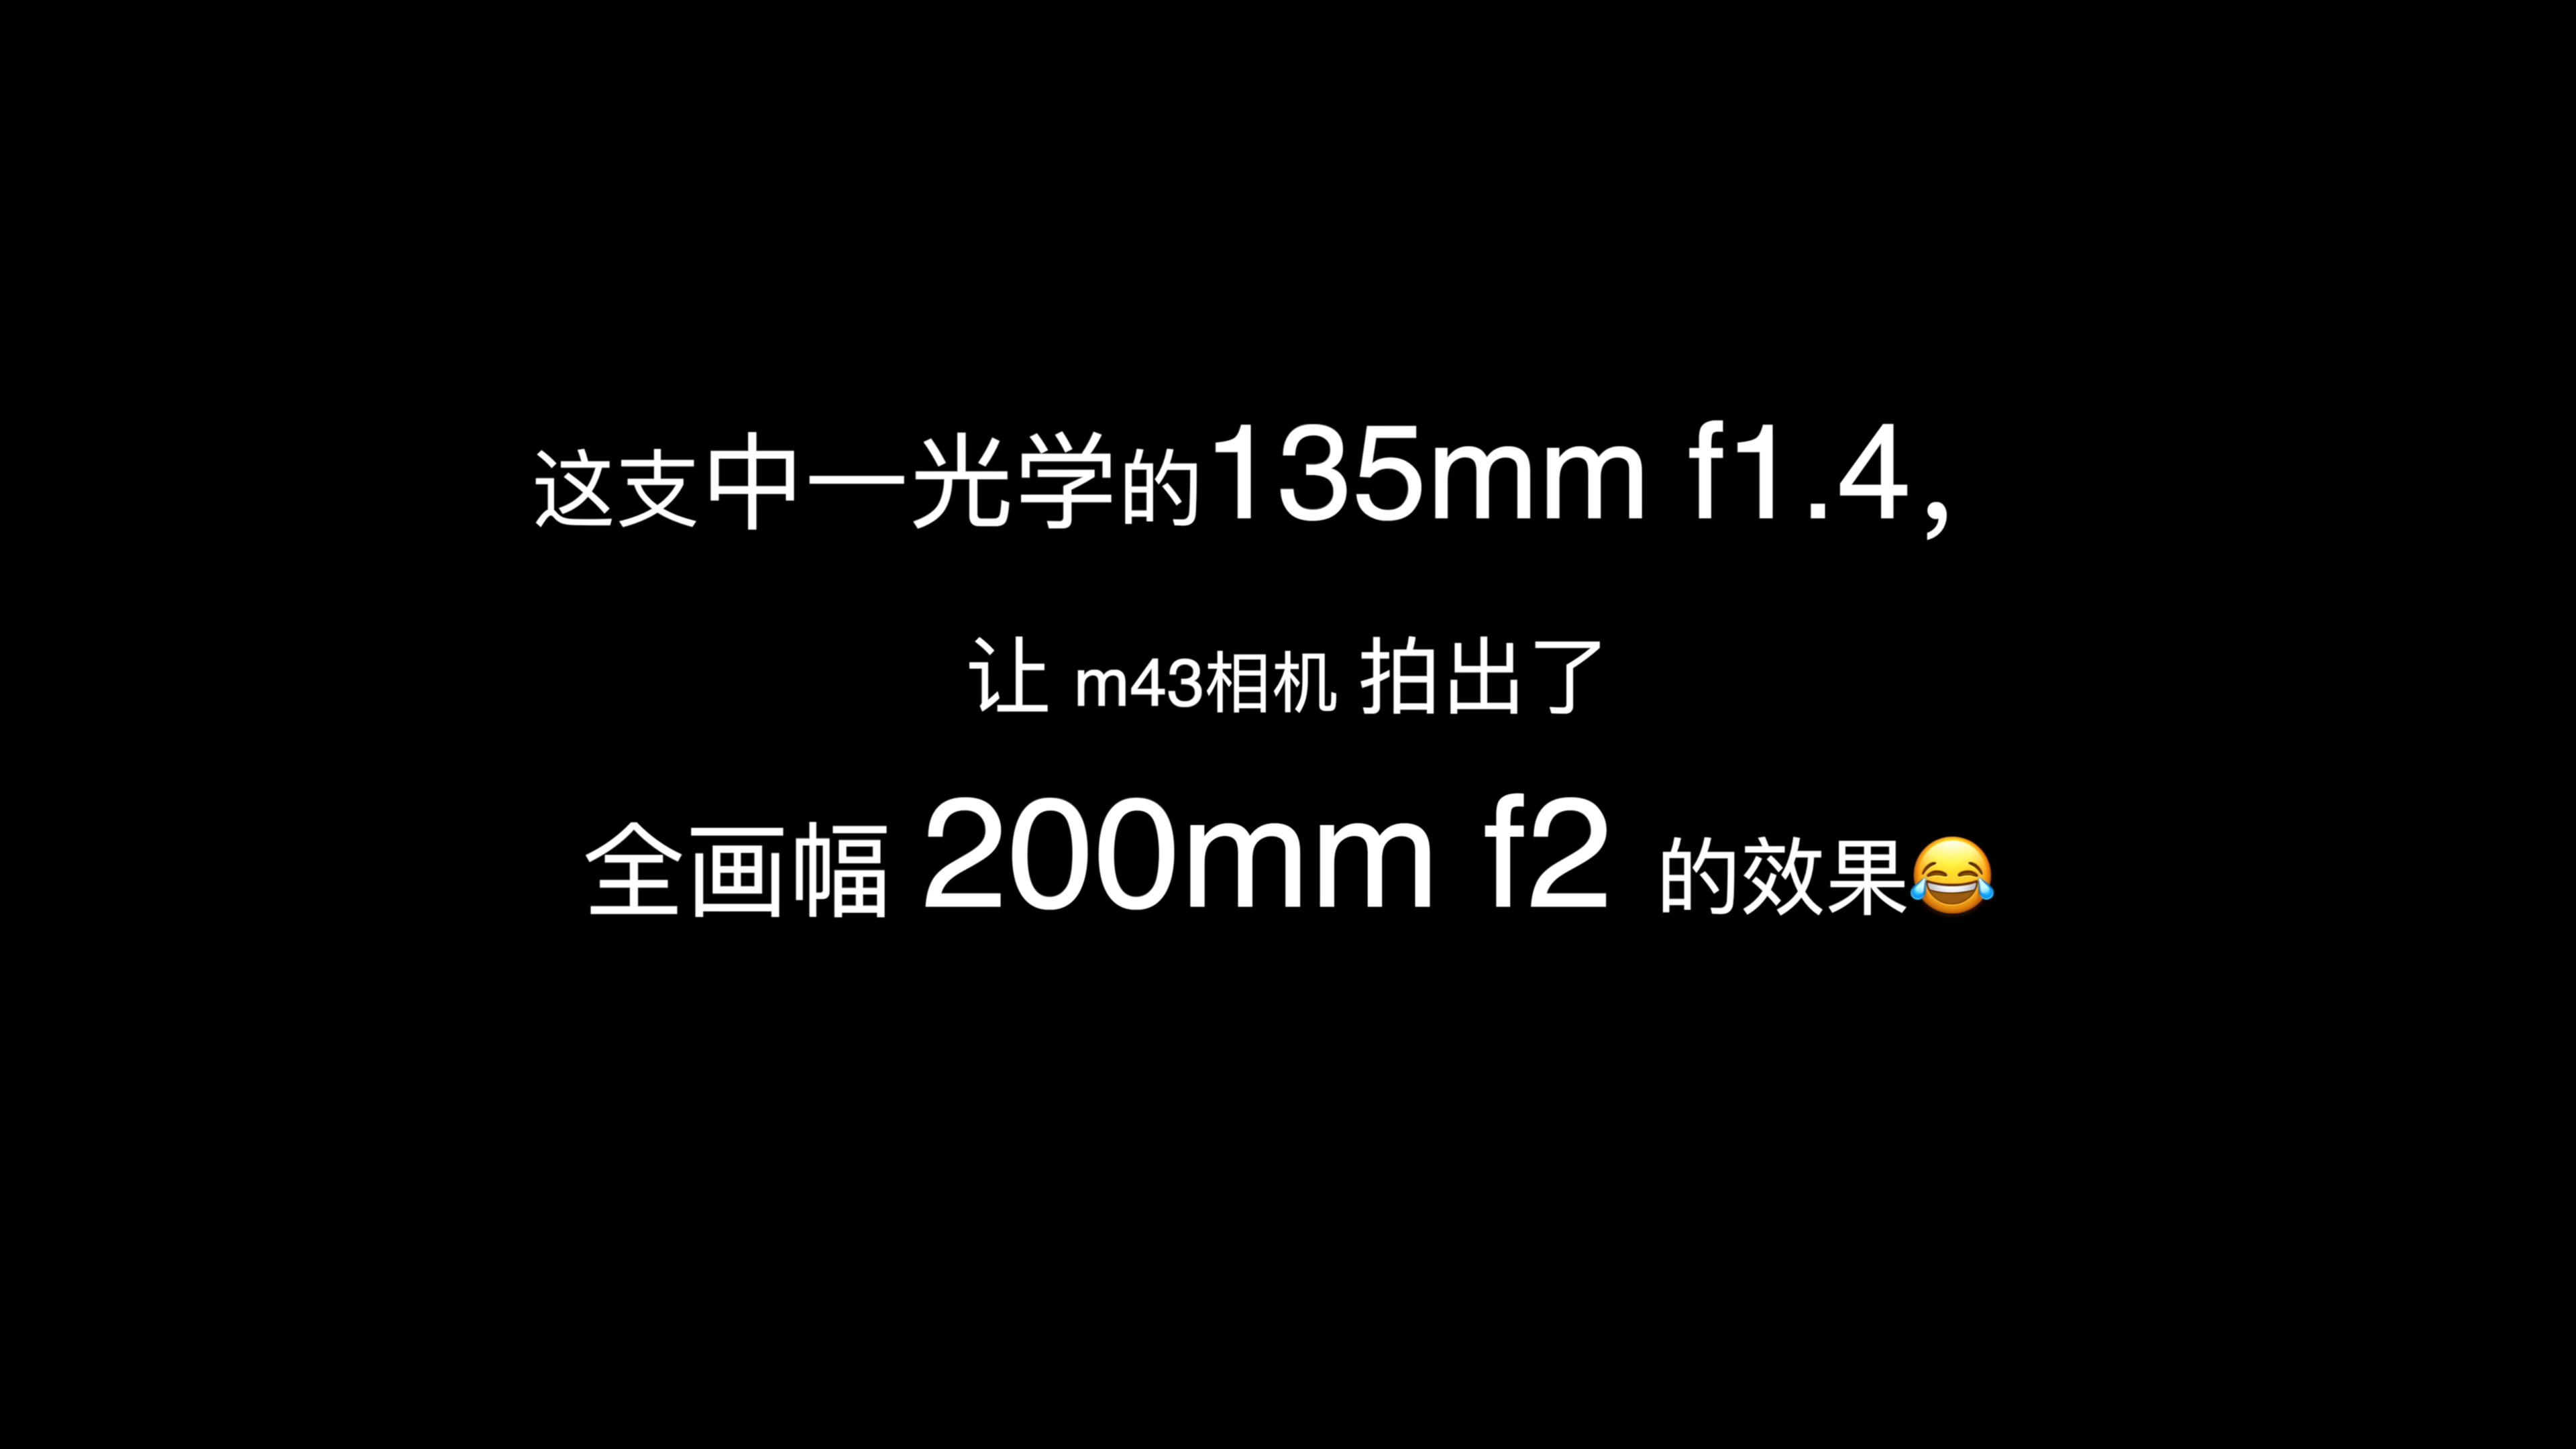 这支中一光学的135mm f1.4,
让 m43相机 拍出了
全画幅 200mm f2 的效果😂